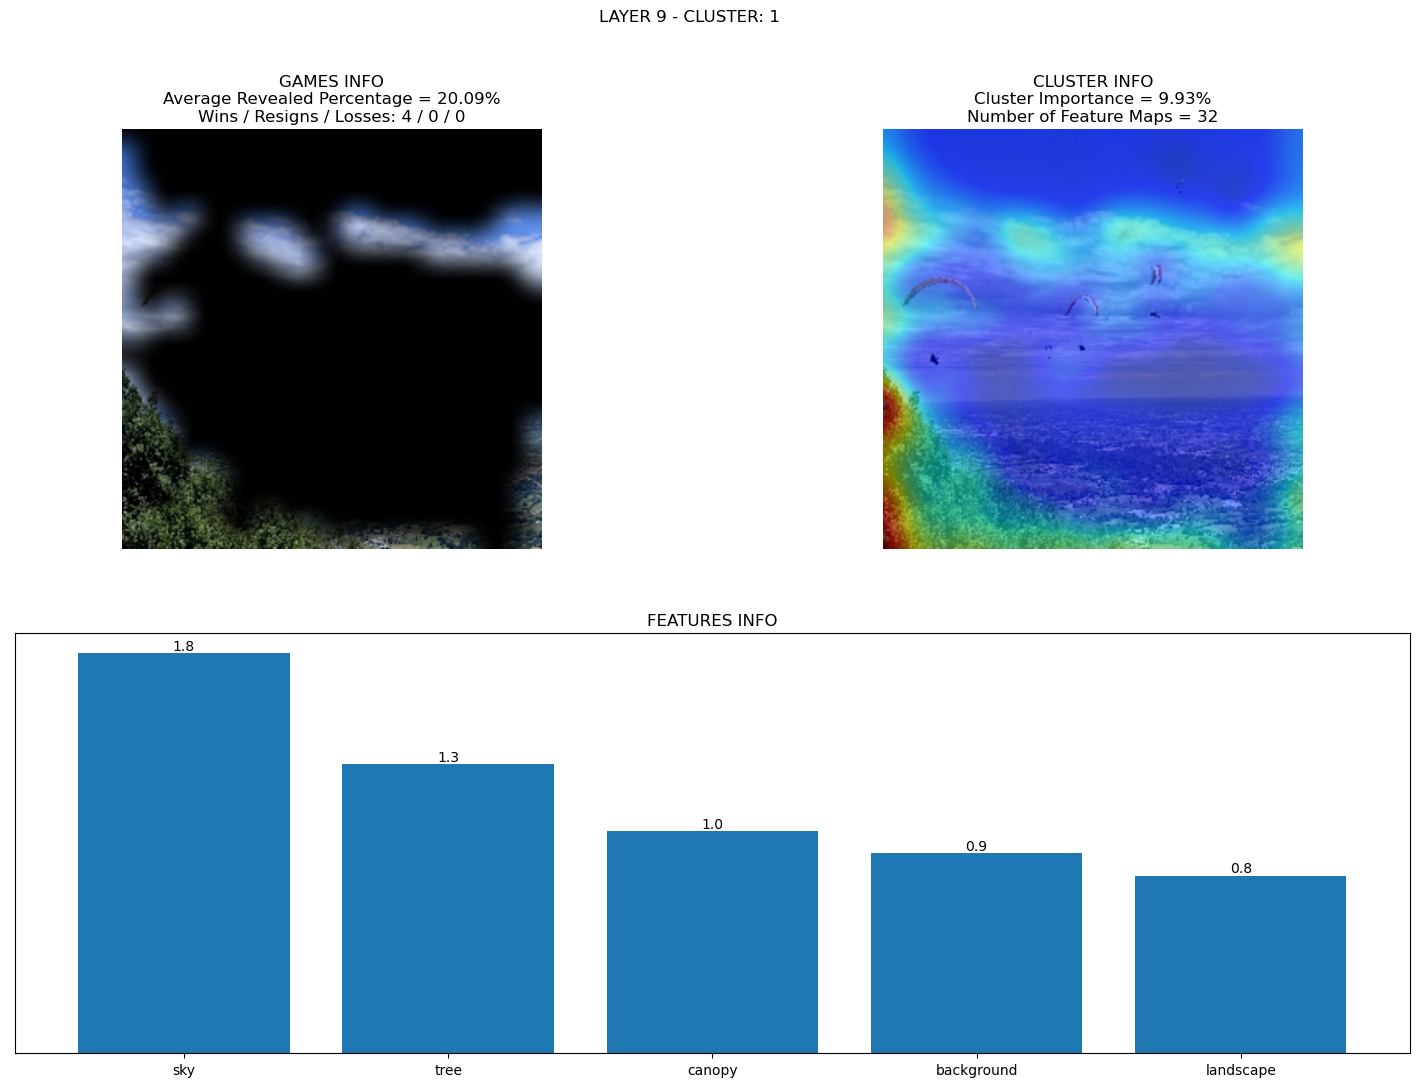 LAYER 9 - CLUSTER: 1
GAMES INFO
Average Revealed Percentage = 20.09%
Wins / Resigns / Losses: 4 / 0 / 0
CLUSTER INFO
Cluster Importance = 9.93%
Number of Feature Maps = 32
FEATURES INFO
1.8
1.3
1.0
0.9
0.8
sky
tree
canopy
background
landscape